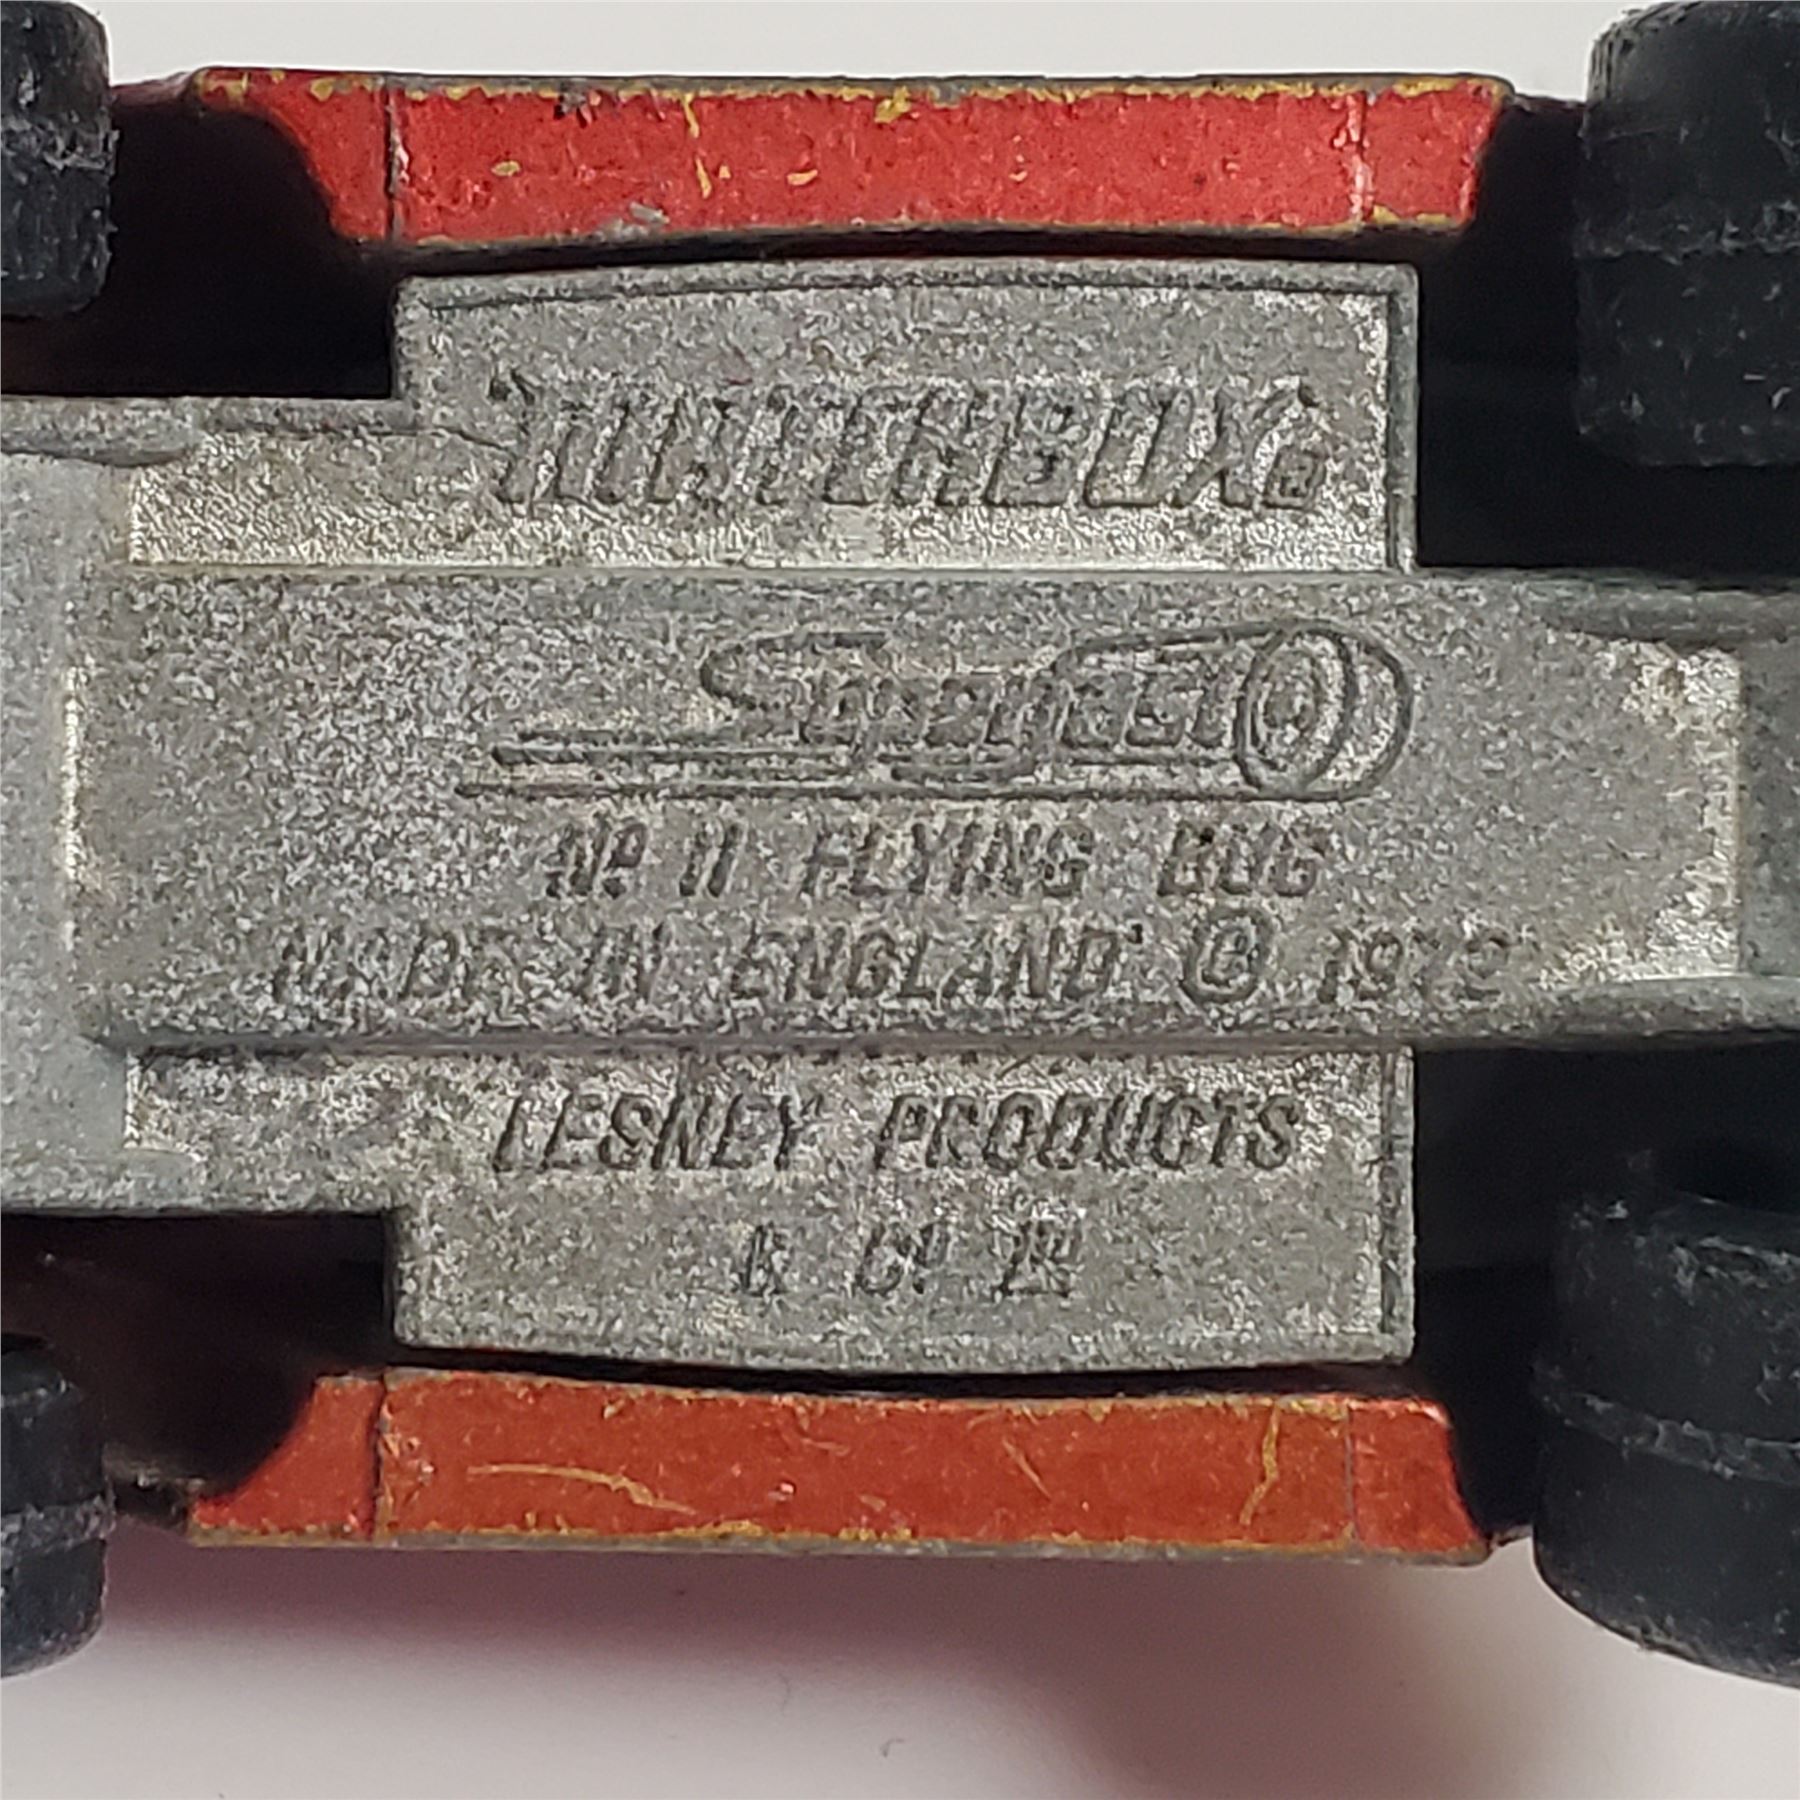 MATCHBOX®
Superfast
Nº 11 FLYING BUG
MADE IN ENGLAND © 1972
LESNEY PRODUCTS
& Cº LTD